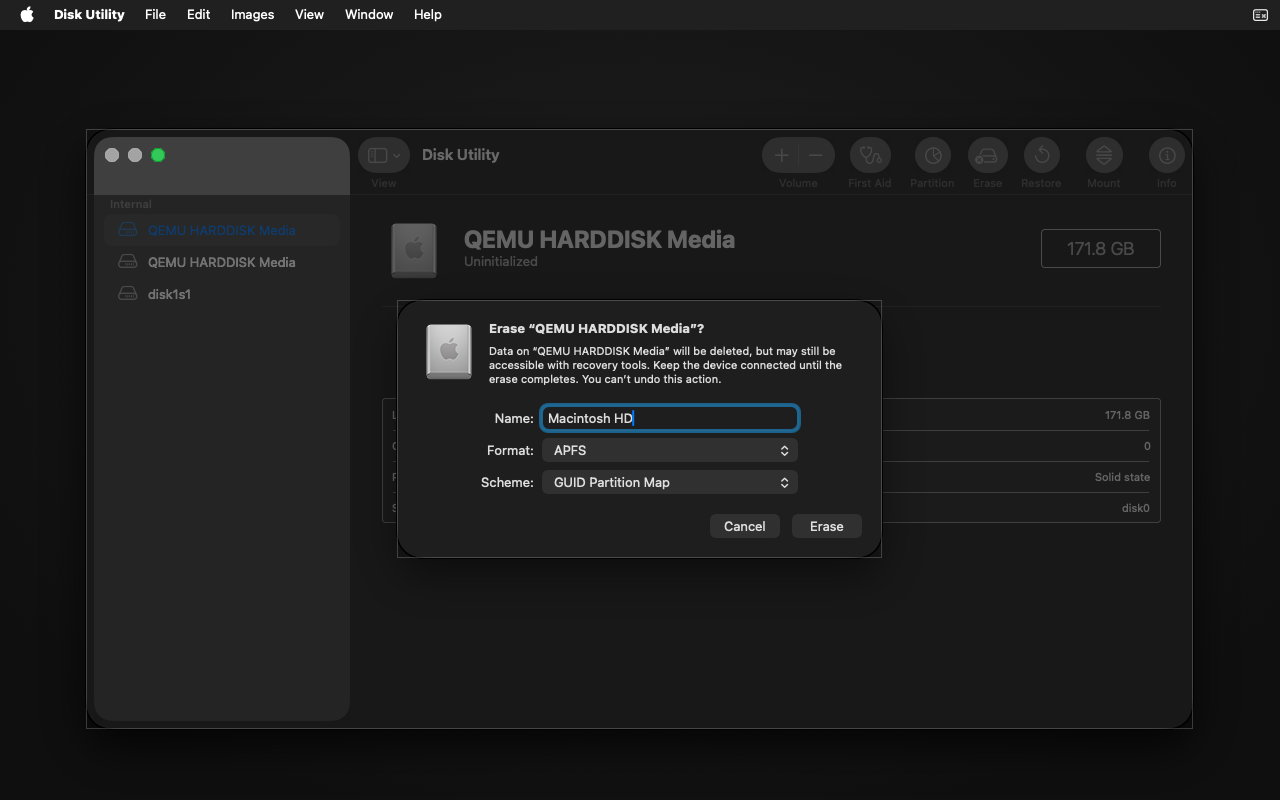 Disk Utility File Edit Images View Window Help
Disk Utility
View
Volume First Aid Partition Erase Restore Mount Info
Internal
QEMU HARDDISK Media
QEMU HARDDISK Media
disk1s1
QEMU HARDDISK Media
Uninitialized
171.8 GB
Erase “QEMU HARDDISK Media”?
Data on “QEMU HARDDISK Media” will be deleted, but may still be
accessible with recovery tools. Keep the device connected until the
erase completes. You can’t undo this action.
Name: Macintosh HD
Format: APFS
Scheme: GUID Partition Map
Cancel Erase
171.8 GB
0
Solid state
disk0